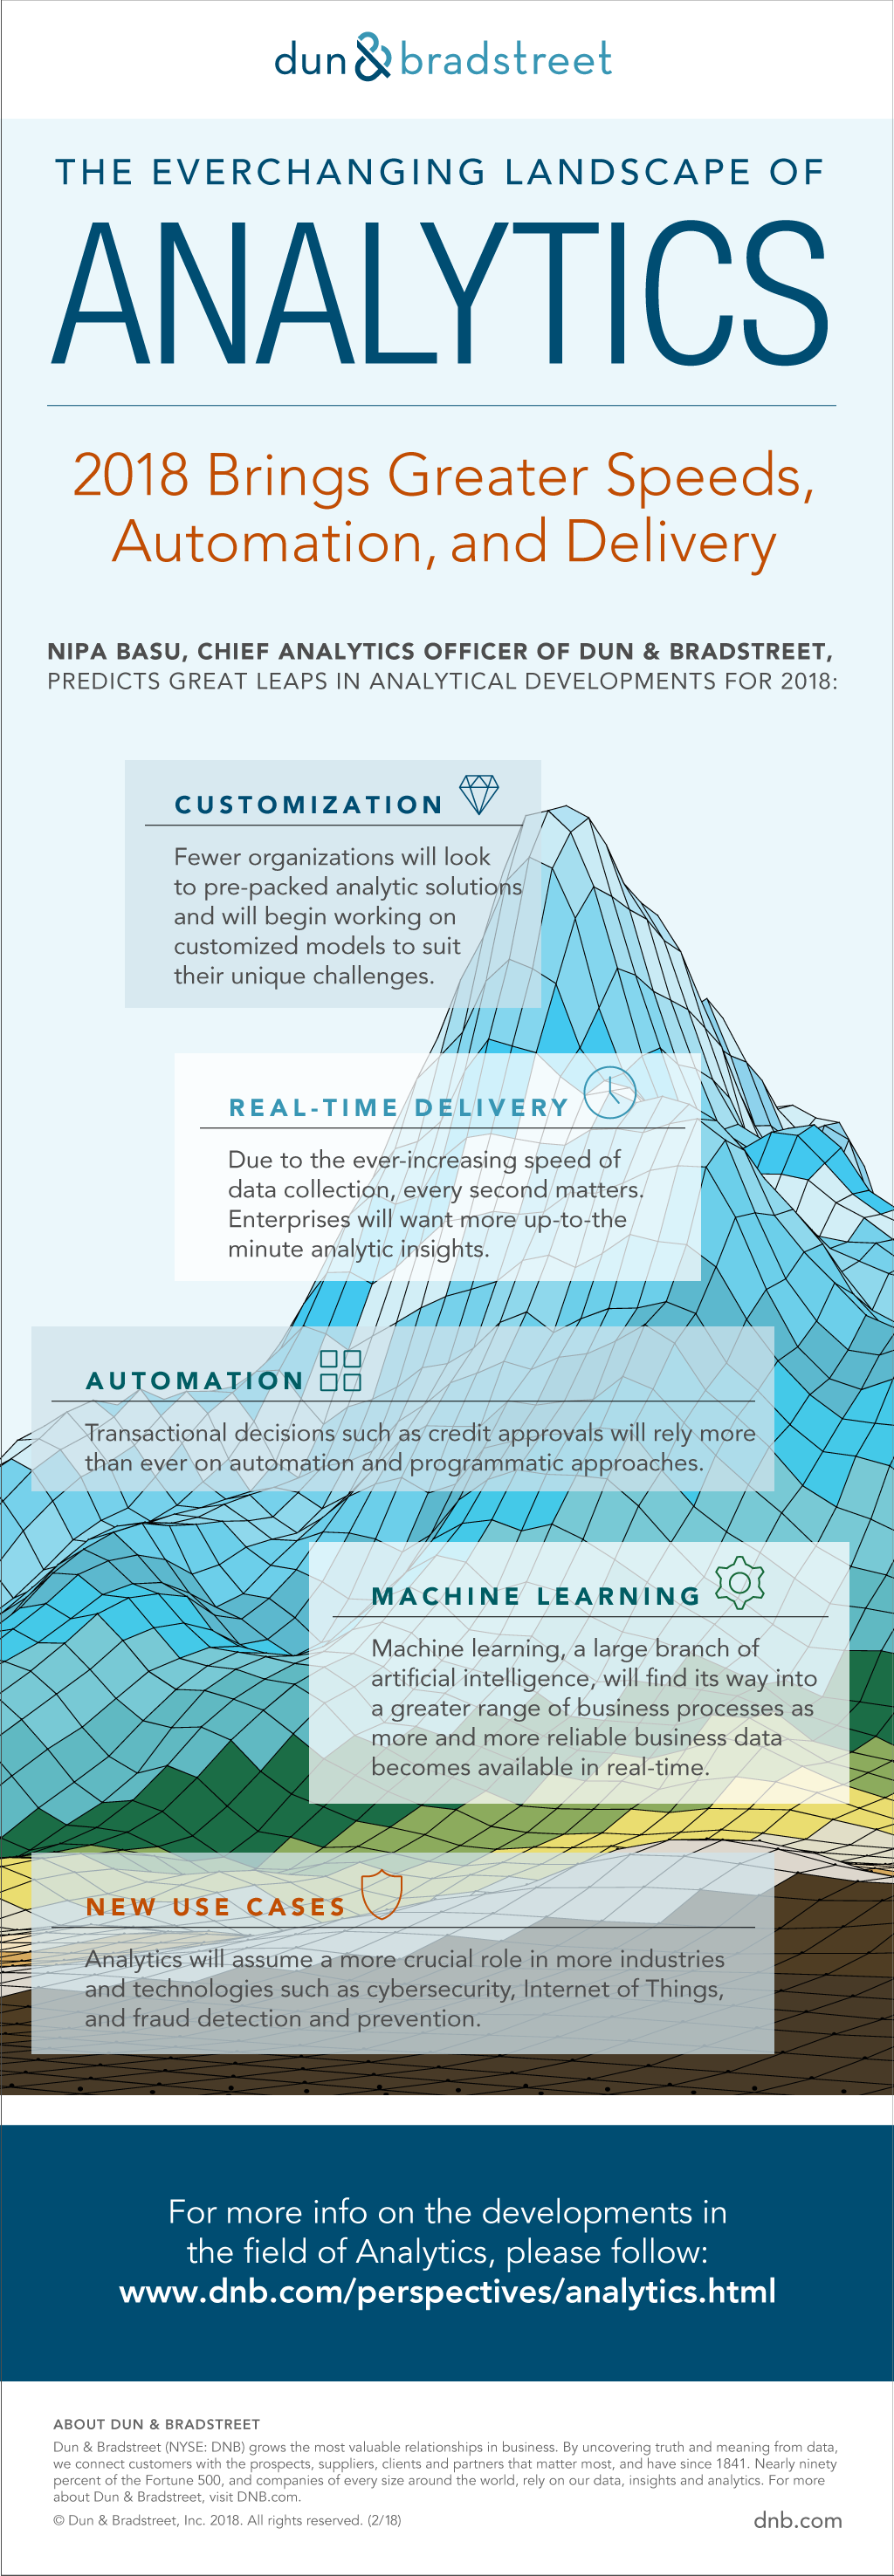 dun & bradstreet
THE EVERCHANGING LANDSCAPE OF
ANALYTICS
2018 Brings Greater Speeds,
Automation, and Delivery
NIPA BASU, CHIEF ANALYTICS OFFICER OF DUN & BRADSTREET,
PREDICTS GREAT LEAPS IN ANALYTICAL DEVELOPMENTS FOR 2018:
CUSTOMIZATION
Fewer organizations will look
to pre-packed analytic solutions
and will begin working on
customized models to suit
their unique challenges.
REAL-TIME DELIVERY
Due to the ever-increasing speed of
data collection, every second matters.
Enterprises will want more up-to-the
minute analytic insights.
AUTOMATION
Transactional decisions such as credit approvals will rely more
than ever on automation and programmatic approaches.
MACHINE LEARNING
Machine learning, a large branch of
artificial intelligence, will find its way into
a greater range of business processes as
more and more reliable business data
becomes available in real-time.
NEW USE CASES
Analytics will assume a more crucial role in more industries
and technologies such as cybersecurity, Internet of Things,
and fraud detection and prevention.
For more info on the developments in
the field of Analytics, please follow:
www.dnb.com/perspectives/analytics.html
ABOUT DUN & BRADSTREET
Dun & Bradstreet (NYSE: DNB) grows the most valuable relationships in business. By uncovering truth and meaning from data,
we connect customers with the prospects, suppliers, clients and partners that matter most, and have since 1841. Nearly ninety
percent of the Fortune 500, and companies of every size around the world, rely on our data, insights and analytics. For more
about Dun & Bradstreet, visit DNB.com.
© Dun & Bradstreet, Inc. 2018. All rights reserved. (2/18)
dnb.com